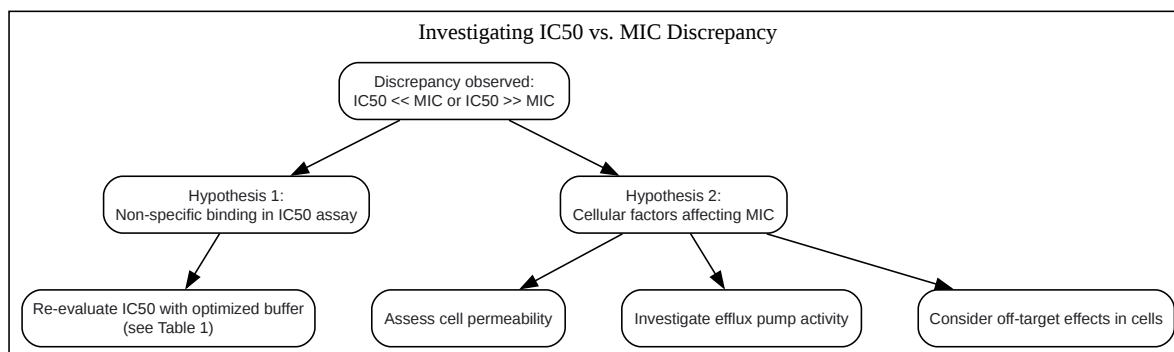 Investigating IC50 vs. MIC Discrepancy
Discrepancy observed:
IC50 << MIC or IC50 >> MIC
Hypothesis 1:
Non-specific binding in IC50 assay
Hypothesis 2:
Cellular factors affecting MIC
Re-evaluate IC50 with optimized buffer
(see Table 1)
Assess cell permeability
Investigate efflux pump activity
Consider off-target effects in cells